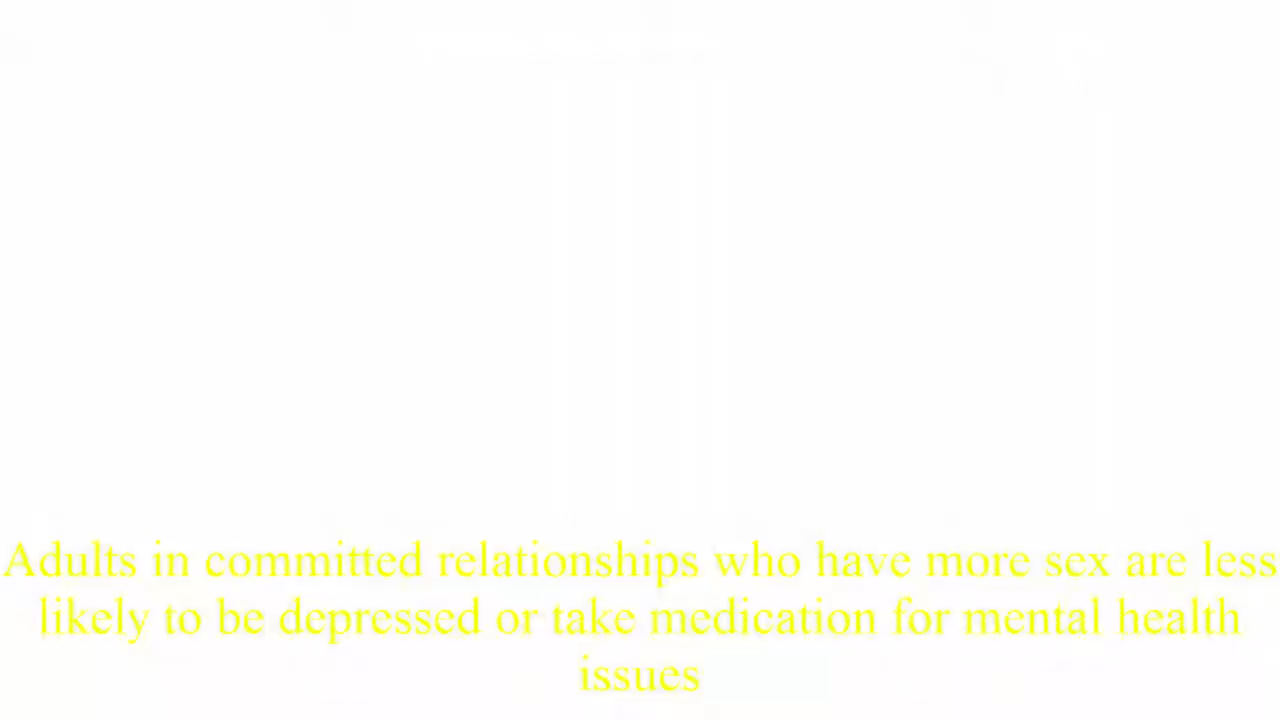 Adults in committed relationships who have more sex are less
likely to be depressed or take medication for mental health
issues